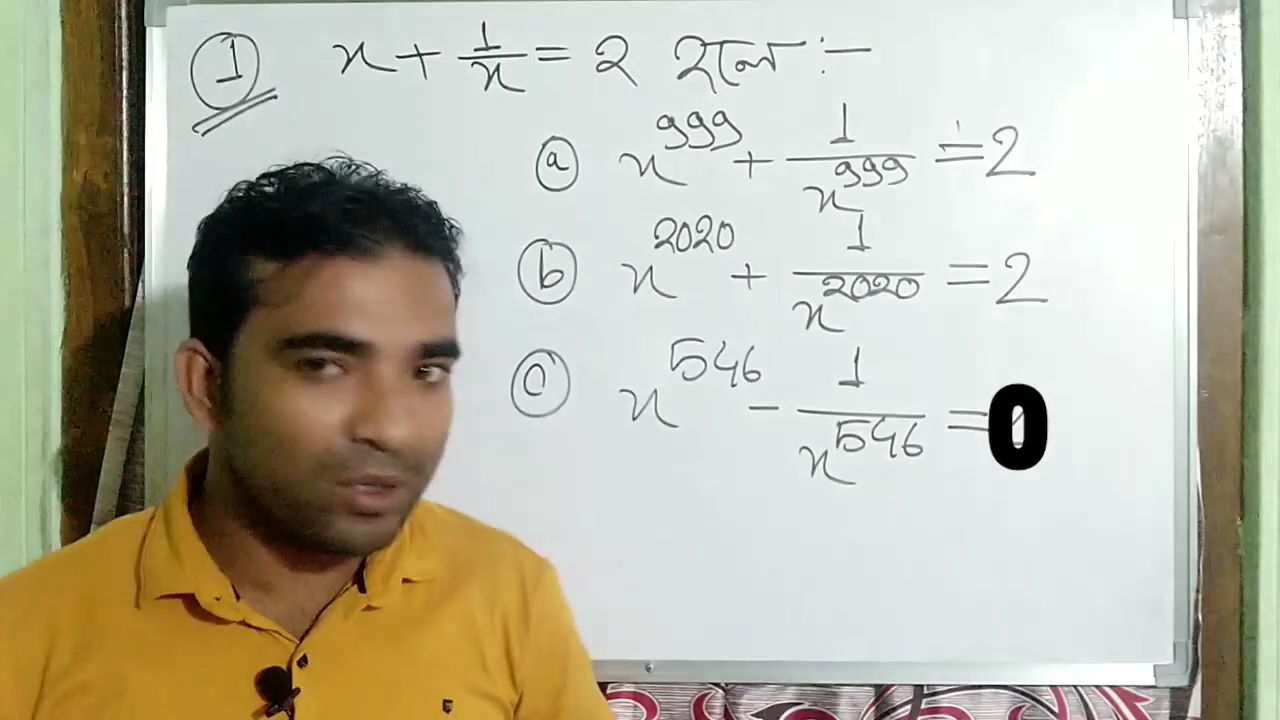 1 x + 1/x = 2 হলে :-
a x^999 + 1/x^999 = 2
b x^2020 + 1/x^2020 = 2
c x^546 - 1/x^546 = 0